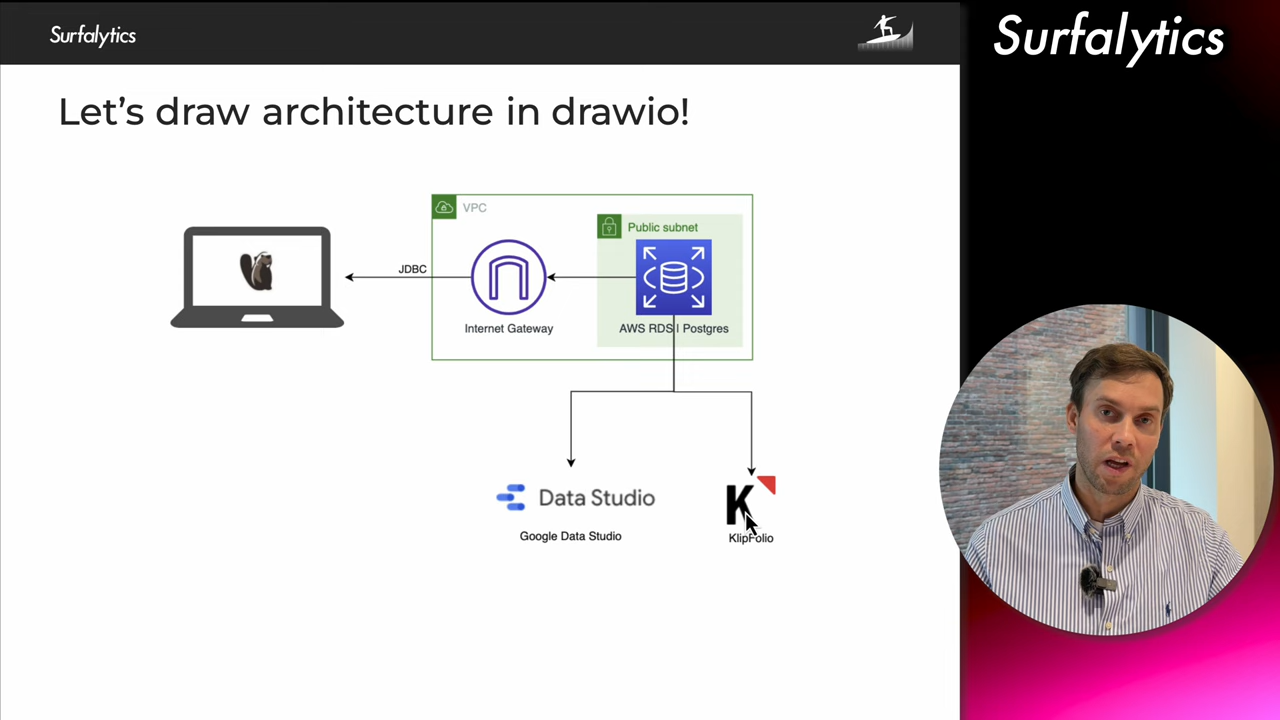 Surfalytics
Surfalytics
Let's draw architecture in drawio!
VPC
Public subnet
JDBC
Internet Gateway
AWS RDS | Postgres
Data Studio
Google Data Studio
K
KlipFolio